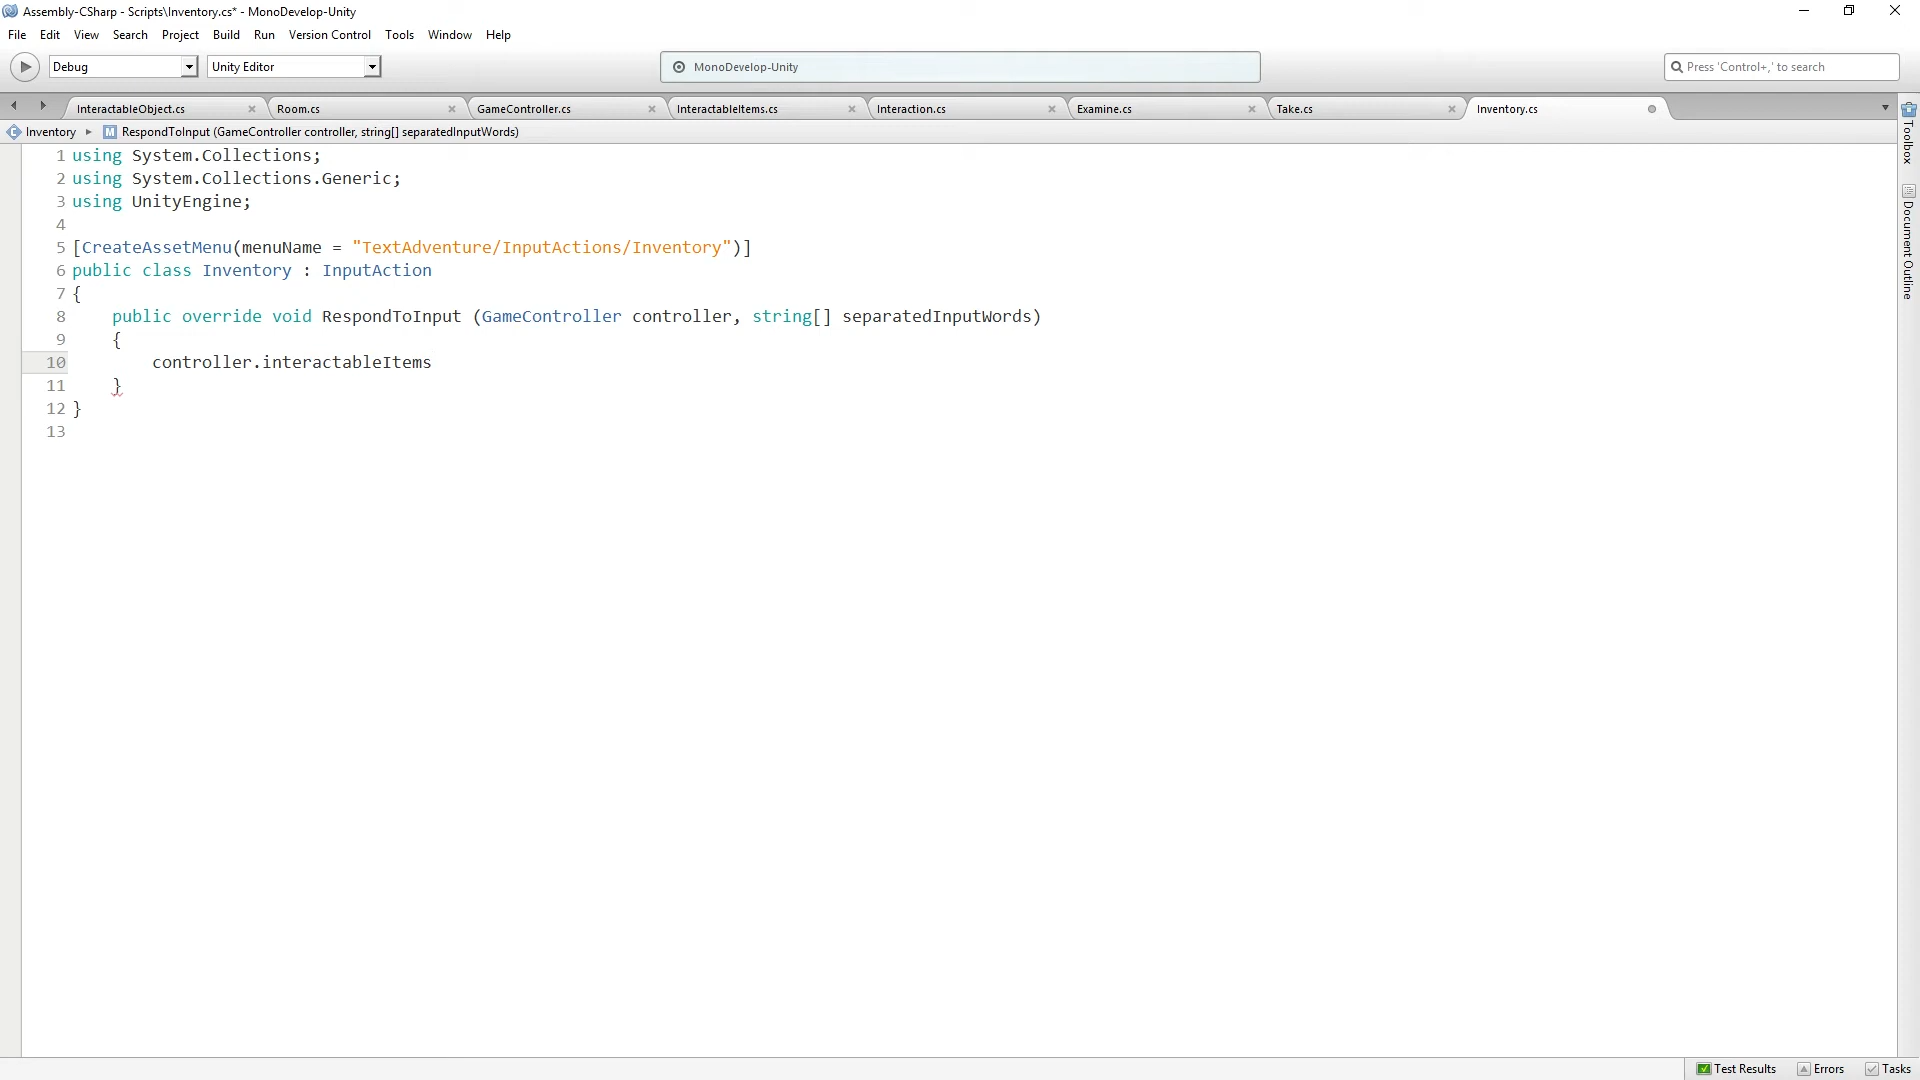 Assembly-CSharp - Scripts\Inventory.cs* - MonoDevelop-Unity
File Edit View Search Project Build Run Version Control Tools Window Help
Debug Unity Editor MonoDevelop-Unity Press 'Control+,' to search
InteractableObject.cs Room.cs GameController.cs InteractableItems.cs Interaction.cs Examine.cs Take.cs Inventory.cs
Inventory RespondToInput (GameController controller, string[] separatedInputWords)
Toolbox
Document Outline
1 using System.Collections;
2 using System.Collections.Generic;
3 using UnityEngine;
4
5 [CreateAssetMenu(menuName = "TextAdventure/InputActions/Inventory")]
6 public class Inventory : InputAction
7 {
8 public override void RespondToInput (GameController controller, string[] separatedInputWords)
9 {
10 controller.interactableItems
11 }
12 }
13
Test Results Errors Tasks